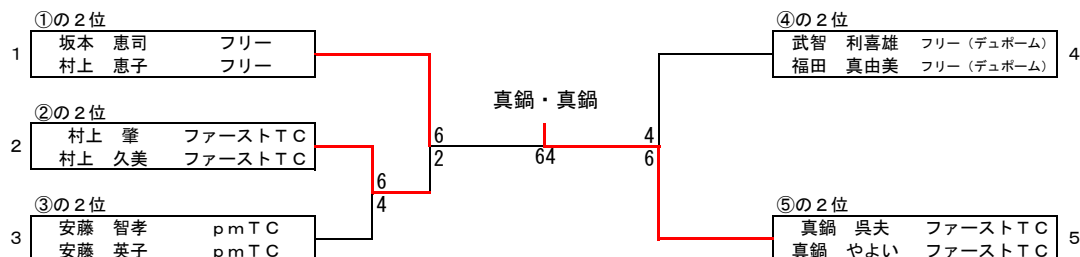 ①の2位
1 坂本 恵司 フリー
村上 恵子 フリー
②の2位
2 村上 肇 ファーストTC
村上 久美 ファーストTC
③の2位
3 安藤 智孝 pmTC
安藤 英子 pmTC
6
2
6
4
真鍋・真鍋
64
4
6
④の2位
武智 利喜雄 フリー（デュポーム） 4
福田 真由美 フリー（デュポーム）
⑤の2位
真鍋 呉夫 ファーストTC 5
真鍋 やよい ファーストTC